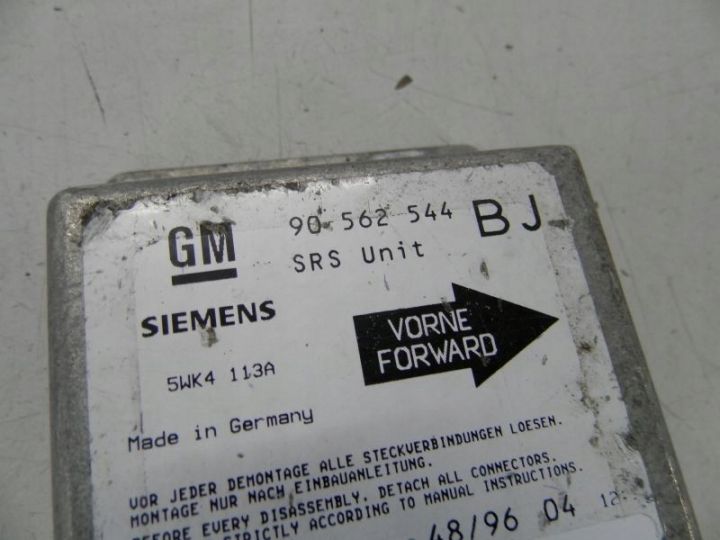 GM 90 562 544 BJ
SRS Unit
SIEMENS
VORNE
FORWARD
5WK4 113A
Made in Germany
VOR JEDER DEMONTAGE ALLE STECKVERBINDUNGEN LOESEN.
MONTAGE NUR NACH EINBAUANLEITUNG.
BEFORE EVERY DISASSEMBLY, DETACH ALL CONNECTORS.
STRICTLY ACCORDING TO MANUAL INSTRUCTIONS.
48/96 04 12